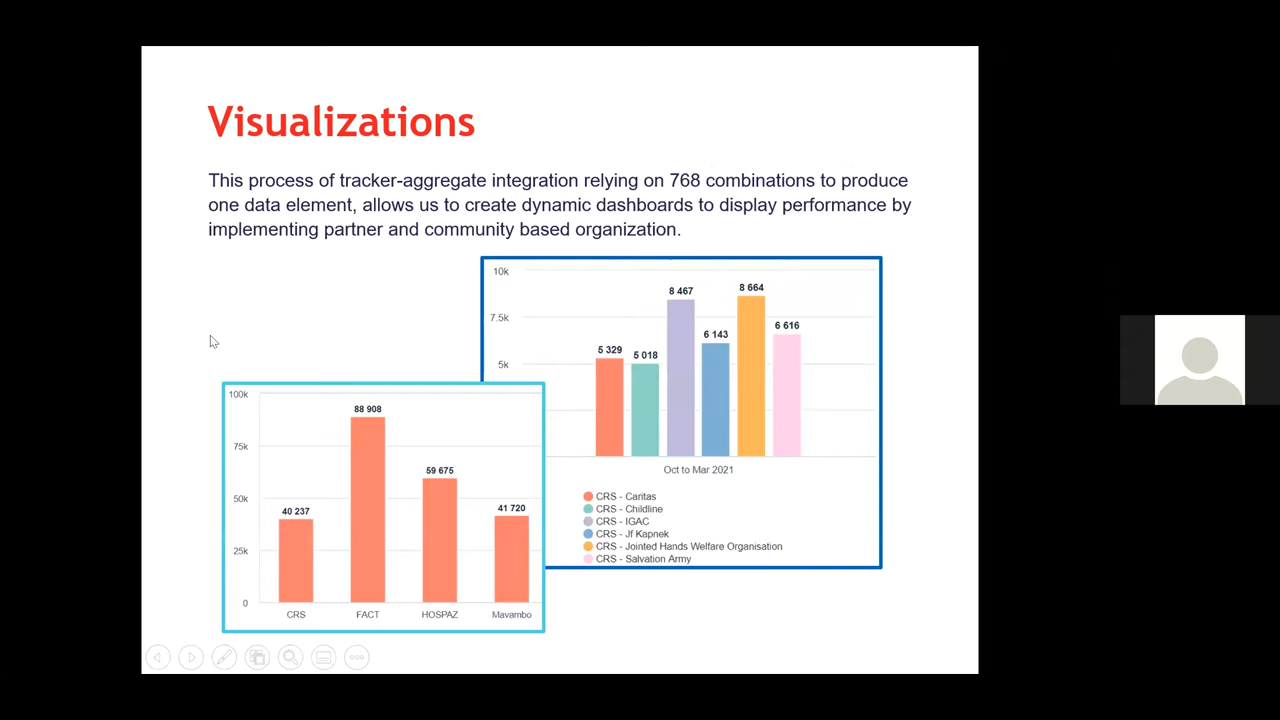 Visualizations
This process of tracker-aggregate integration relying on 768 combinations to produce
one data element, allows us to create dynamic dashboards to display performance by
implementing partner and community based organization.
10k
7.5k
5k
5 329
5 018
8 467
6 143
8 664
6 616
Oct to Mar 2021
CRS - Caritas
CRS - Childline
CRS - IGAC
CRS - Jf Kapnek
CRS - Jointed Hands Welfare Organisation
CRS - Salvation Army
100k
75k
50k
25k
0
40 237
88 908
59 675
41 720
CRS
FACT
HOSPAZ
Mavambo